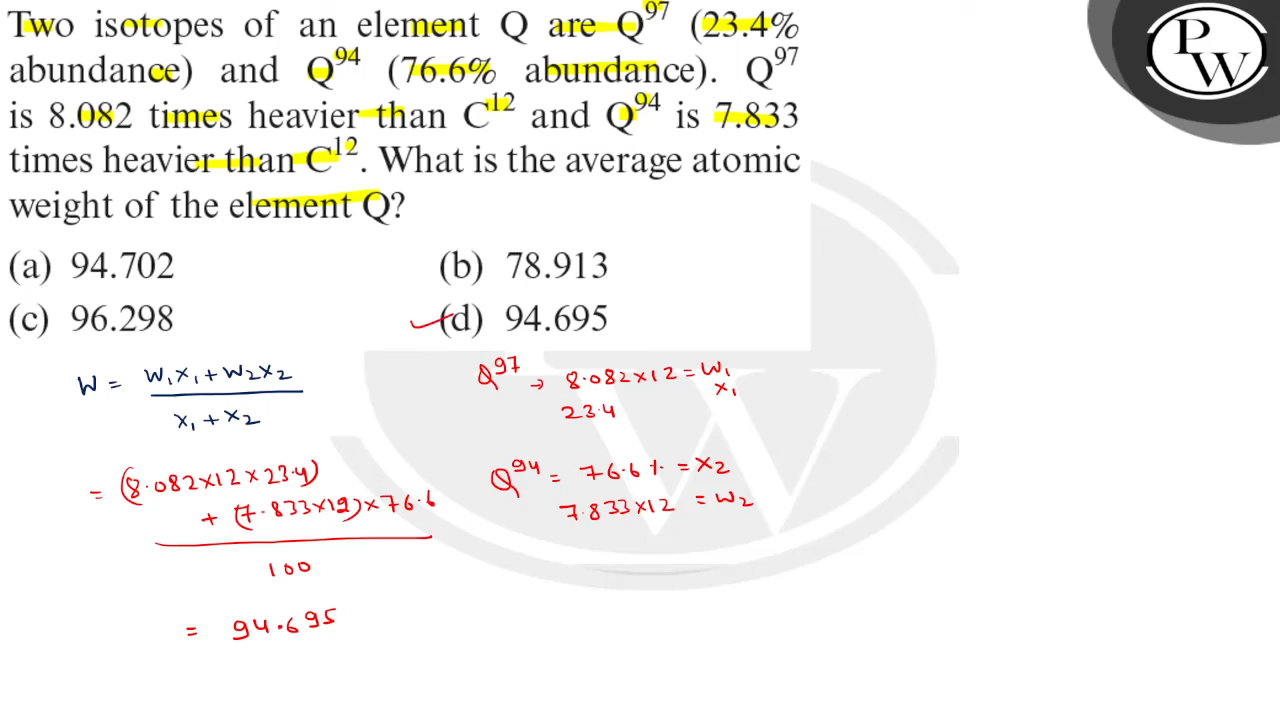 Two isotopes of an element Q are Q⁹⁷ (23.4%
abundance) and Q⁹⁴ (76.6% abundance). Q⁹⁷
is 8.082 times heavier than C¹² and Q⁹⁴ is 7.833
times heavier than C¹². What is the average atomic
weight of the element Q?
(a) 94.702 (b) 78.913
(c) 96.298 (d) 94.695
W = W₁X₁ + W₂X₂
X₁ + X₂
= (8.082×12×23.4)
+ (7.833×12)×76.6
100
= 94.695
Q⁹⁷ → 8.082×12 = W₁
23.4 X₁
Q⁹⁴ = 76.6% = X₂
7.833×12 = W₂
P
W